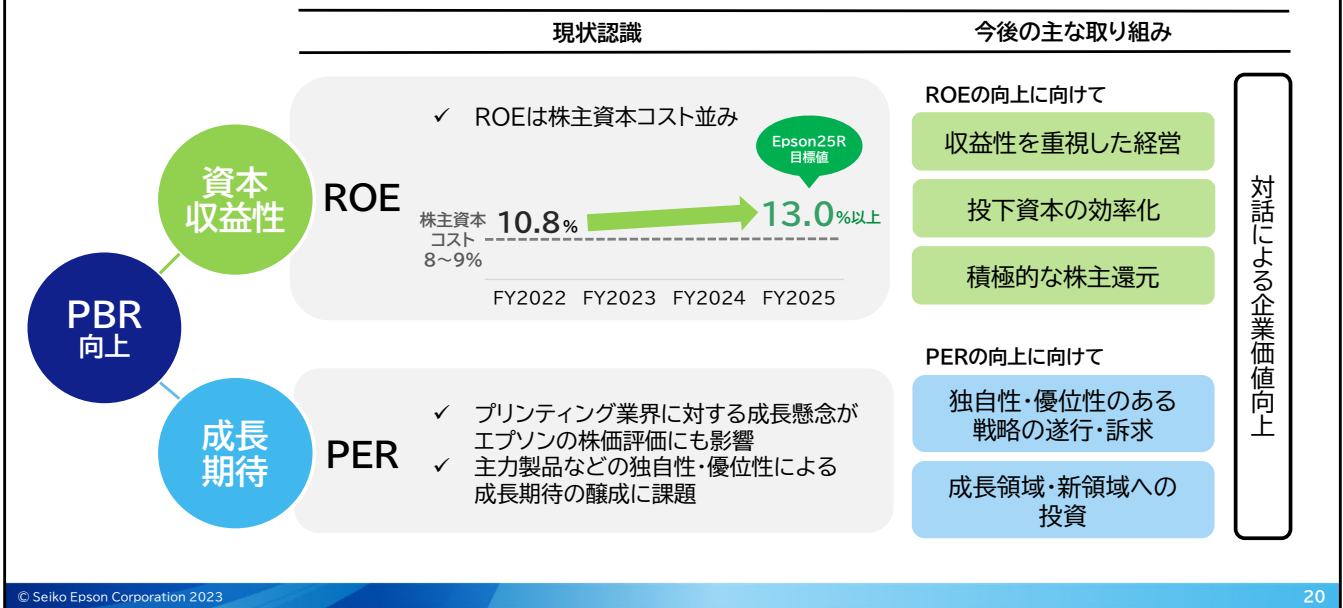 現状認識
今後の主な取り組み
PBR
向上
資本
収益性
ROE
✓ ROEは株主資本コスト並み
Epson25R
目標値
株主資本
コスト
8～9%
10.8%
13.0%以上
FY2022 FY2023 FY2024 FY2025
ROEの向上に向けて
収益性を重視した経営
投下資本の効率化
積極的な株主還元
成長
期待
PER
✓ プリンティング業界に対する成長懸念が
エプソンの株価評価にも影響
✓ 主力製品などの独自性・優位性による
成長期待の醸成に課題
PERの向上に向けて
独自性・優位性のある
戦略の遂行・訴求
成長領域・新領域への
投資
対話による企業価値向上
© Seiko Epson Corporation 2023
20